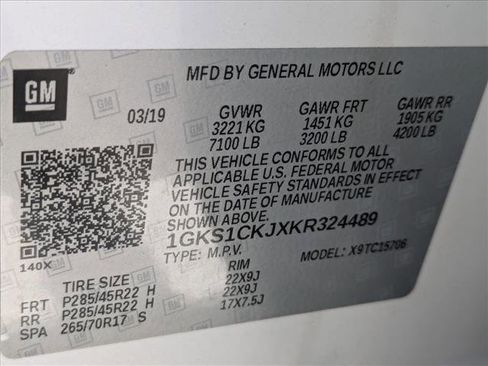 GM
MFD BY GENERAL MOTORS LLC
03/19
GVWR GAWR FRT GAWR RR
3221 KG 1451 KG 1905 KG
7100 LB 3200 LB 4200 LB
THIS VEHICLE CONFORMS TO ALL
APPLICABLE U.S. FEDERAL MOTOR
VEHICLE SAFETY STANDARDS IN EFFECT
ON THE DATE OF MANUFACTURE
SHOWN ABOVE.
1GKS1CKJXKR324489
TYPE: M.P.V. MODEL: X9TC15706
140X
TIRE SIZE RIM
FRT P285/45R22 H 22X9J
RR P285/45R22 H 22X9J
SPA 265/70R17 S 17X7.5J